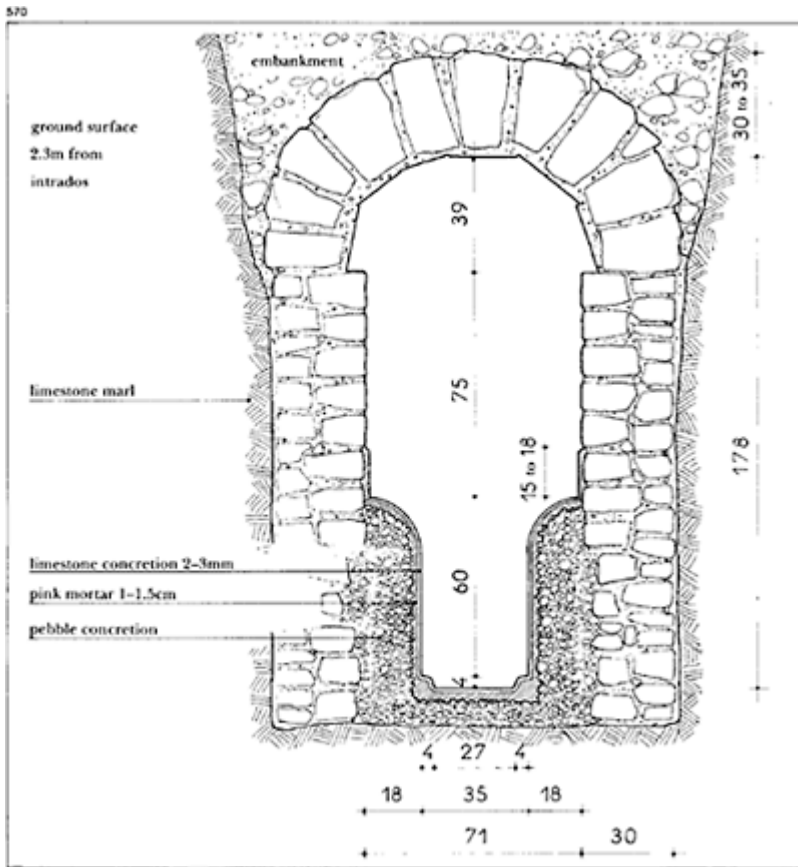 570
embankment
ground surface
2.3m from
intrados
30 to 35
39
limestone marl
75
15 to 18
178
limestone concretion 2-3mm
pink mortar 1-1.5cm
pebble concretion
60
4
4 27 4
18 35 18
71 30